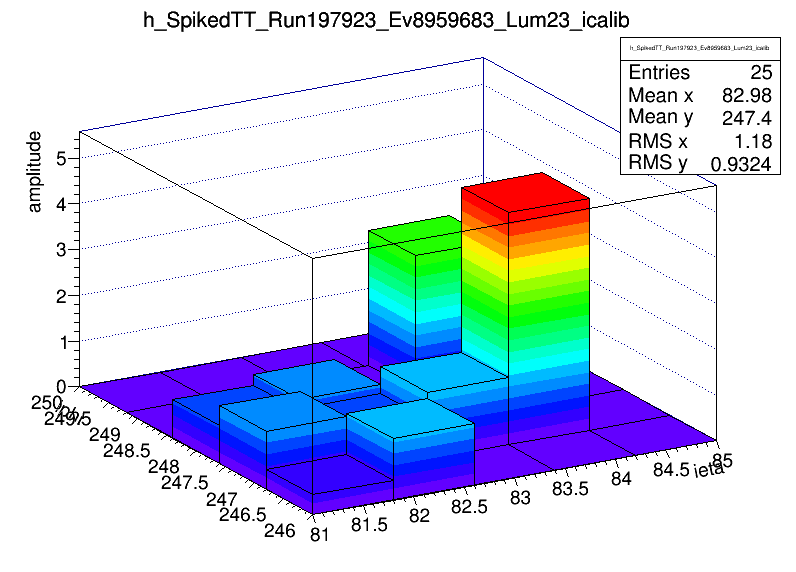 h_SpikedTT_Run197923_Ev8959683_Lum23_icalib
h_SpikedTT_Run197923_Ev8959683_Lum23_icalib
Entries 25
Mean x 82.98
Mean y 247.4
RMS x 1.18
RMS y 0.9324
amplitude
5
4
3
2
1
0
250
249.5
249
248.5
248
247.5
247
246.5
246
81
81.5
82
82.5
83
83.5
84
84.5
85
ieta